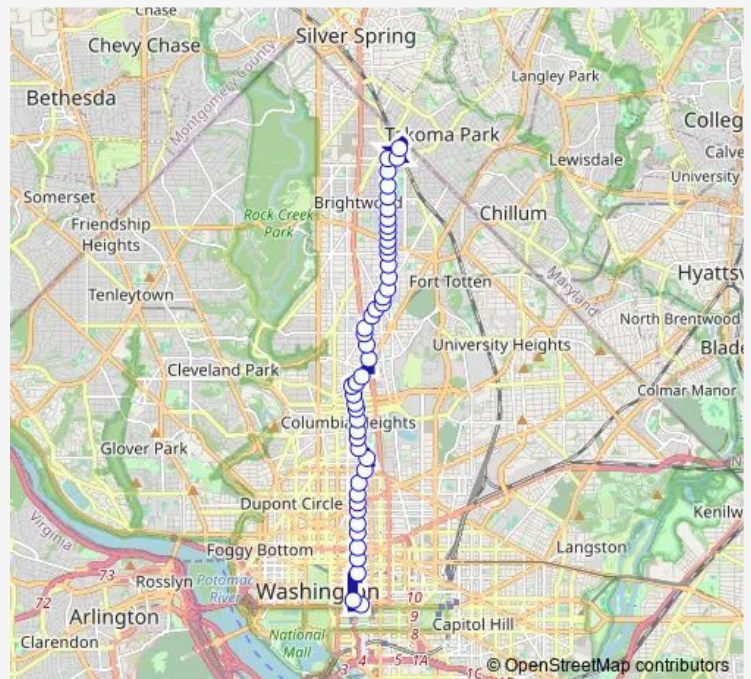 Chase
Silver Spring
Chevy Chase
Langley Park
Bethesda
Montgomery County
Colleg
Takoma Park
Calve
Lewisdale
University
Somerset
Brightwood
Rock Creek
Park
Chillum
Friendship
Heights
Hyattsv
Maryland
Fort Totten
Tenleytown
North Brentwood
University Heights
Blade
Cleveland Park
Colmar Manor
Columbia Heights
Glover Park
Dupont Circle
Kenilw
Virginia
Foggy Bottom
Langston
73
Rosslyn
Potomac
River
Washington
72
10
Arlington
9
Capitol Hill
8
National
Mall
Clarendon
3
4
5
1A
1C
© OpenStreetMap contributors